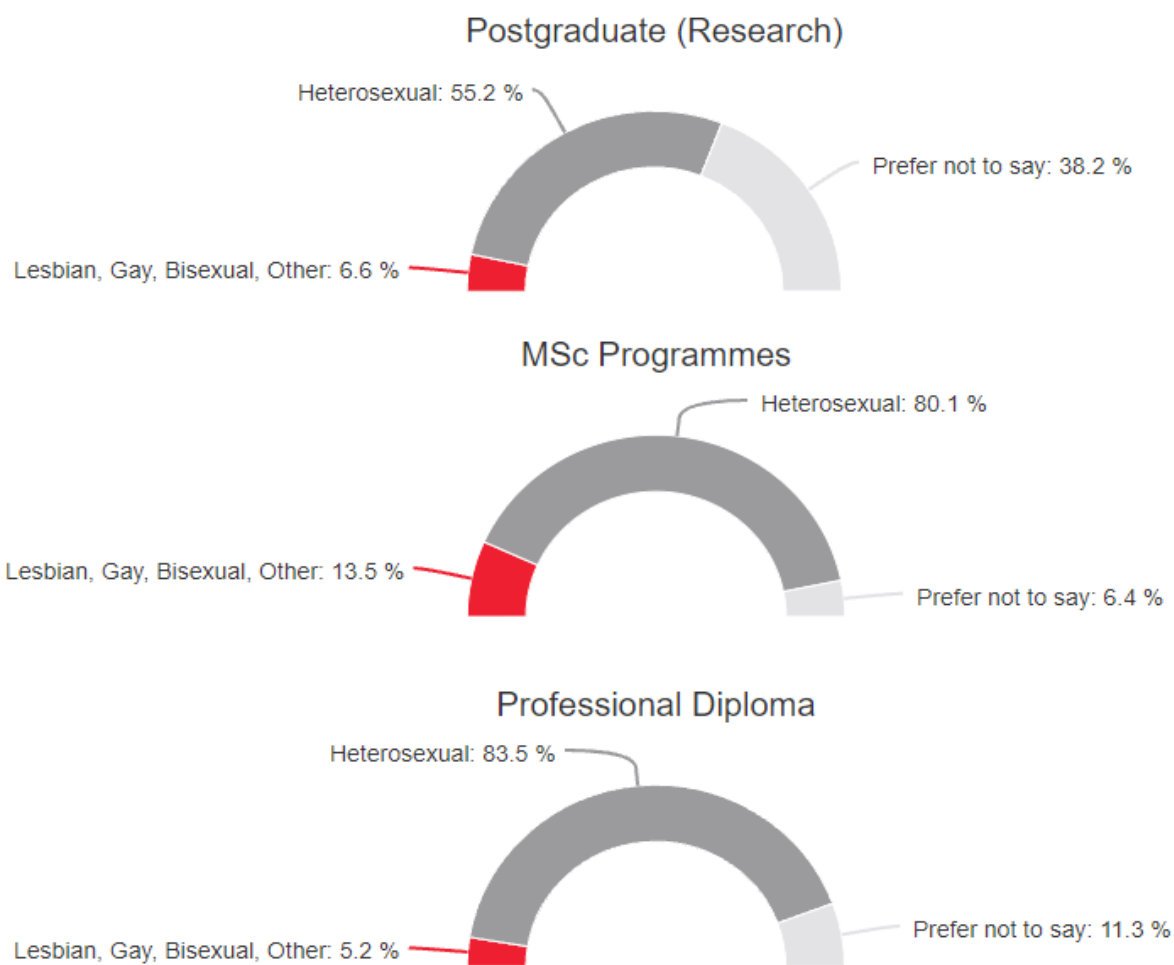 Postgraduate (Research)
Heterosexual: 55.2 %
Prefer not to say: 38.2 %
Lesbian, Gay, Bisexual, Other: 6.6 %
MSc Programmes
Heterosexual: 80.1 %
Lesbian, Gay, Bisexual, Other: 13.5 %
Prefer not to say: 6.4 %
Professional Diploma
Heterosexual: 83.5 %
Prefer not to say: 11.3 %
Lesbian, Gay, Bisexual, Other: 5.2 %